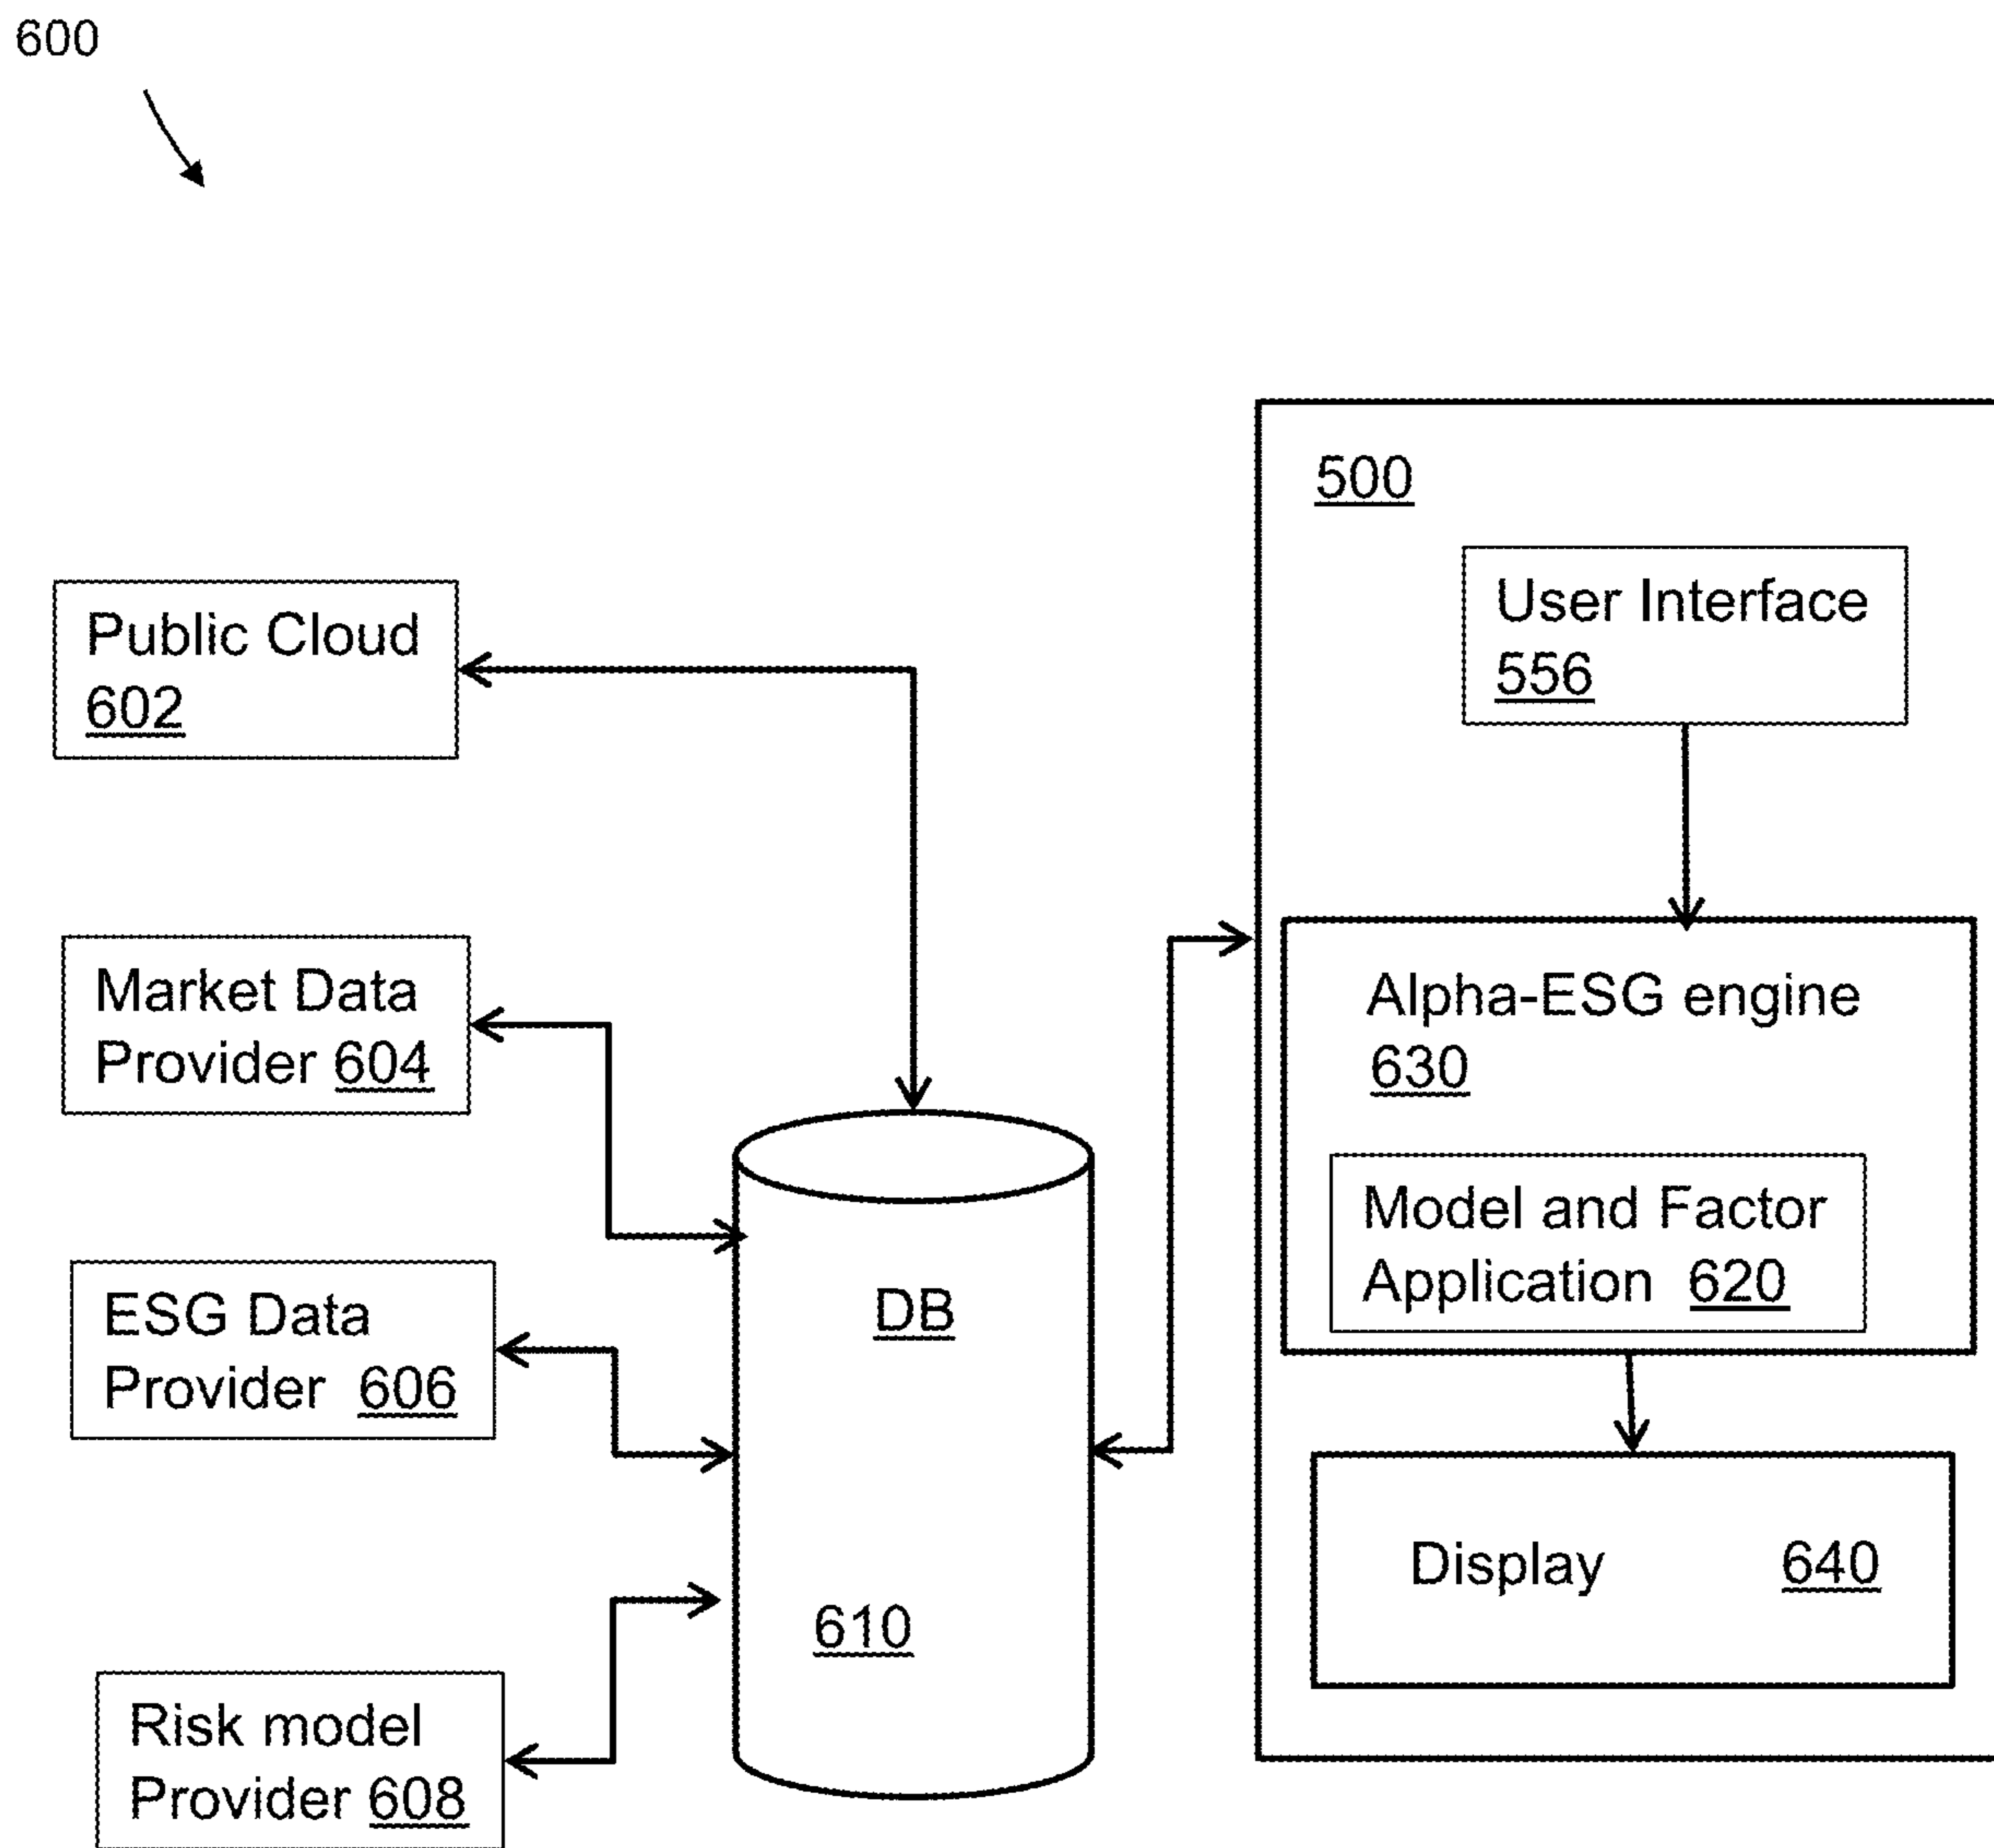 600
500
User Interface
556
Public Cloud
602
Market Data
Provider 604
Alpha-ESG engine
630
Model and Factor
Application 620
ESG Data
Provider 606
DB
610
Display 640
Risk model
Provider 608